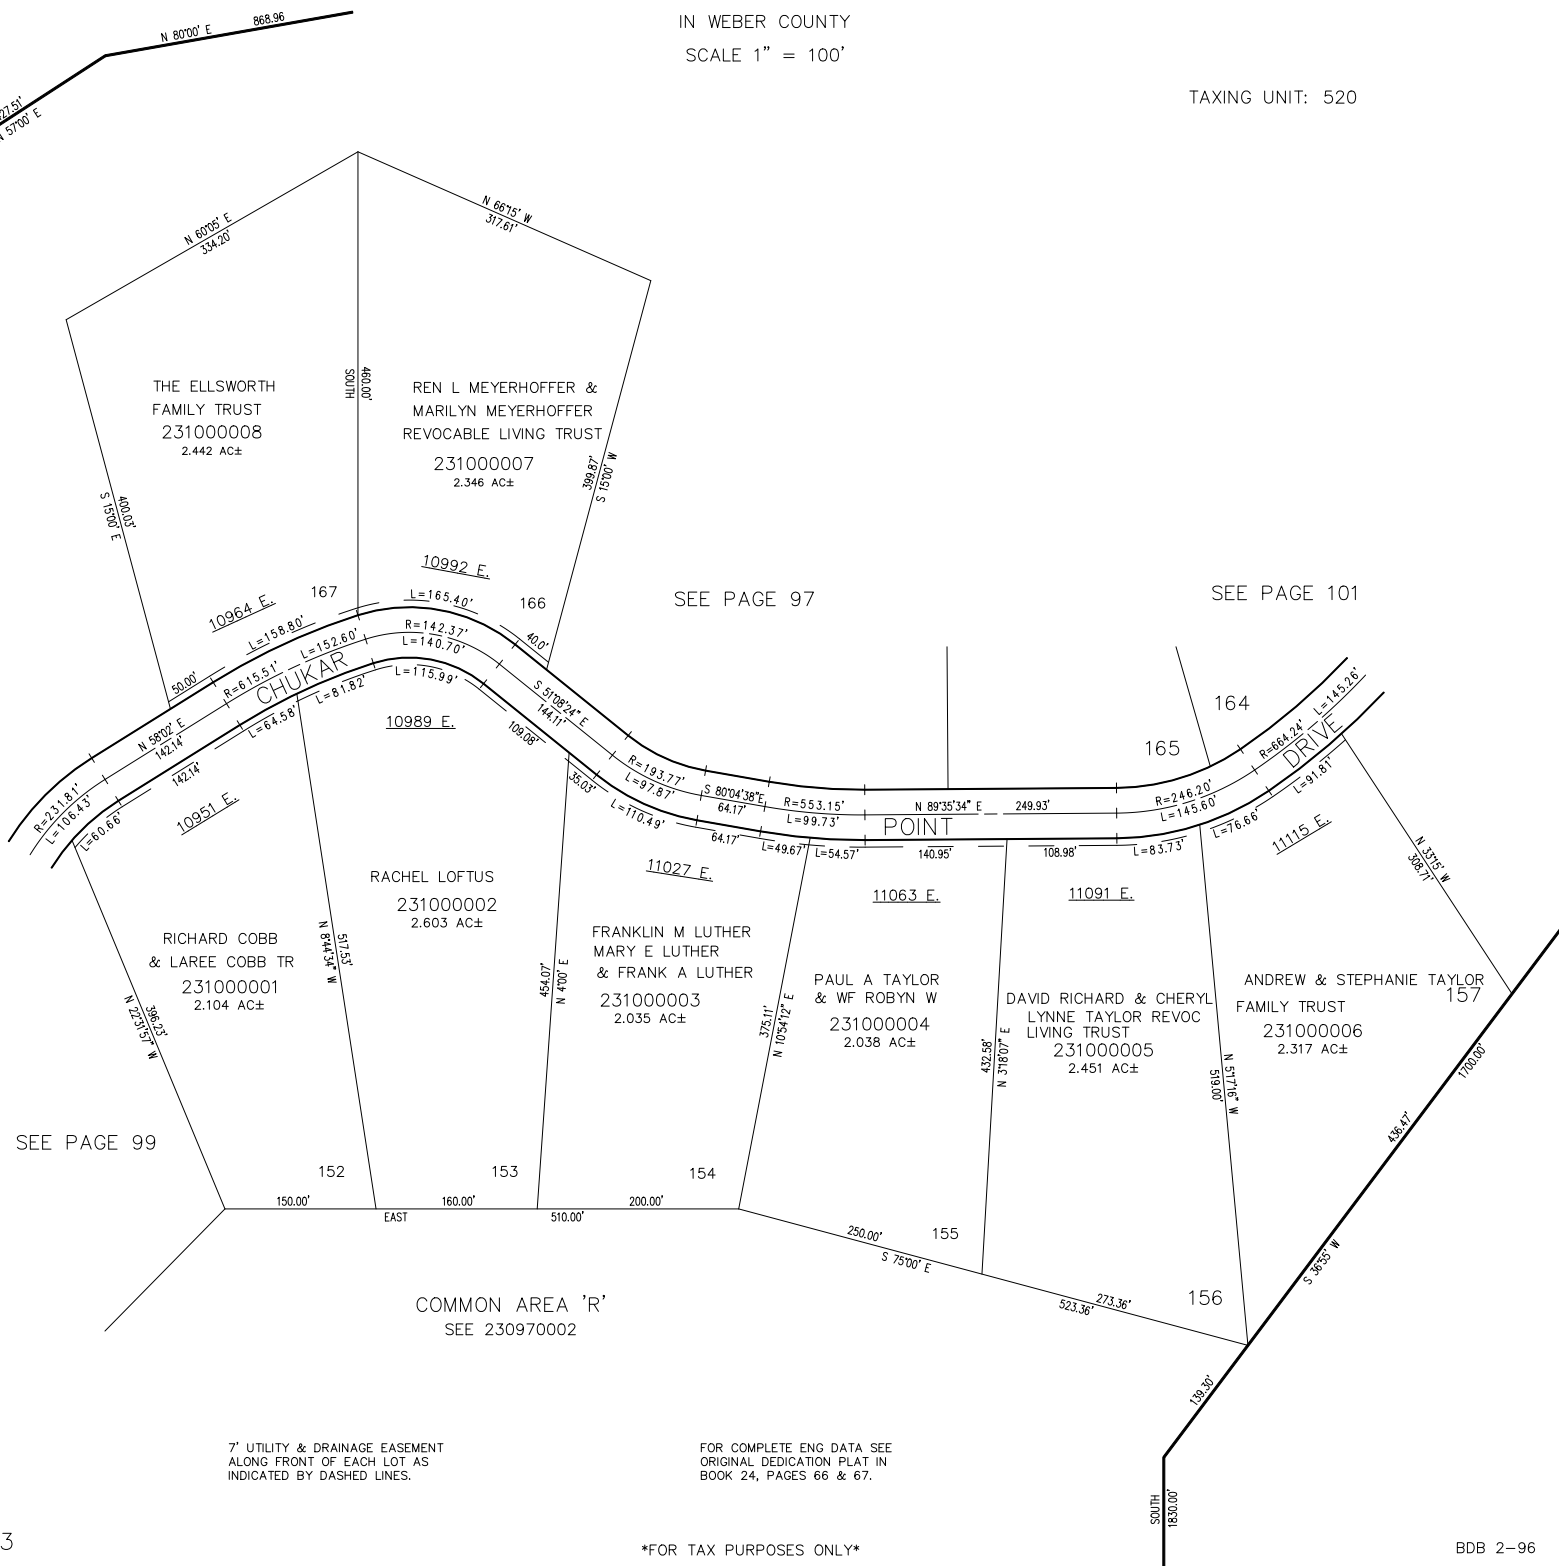 IN WEBER COUNTY
SCALE 1" = 100'
TAXING UNIT: 520
N 80°00' E
868.96
27.51'
N 57°00' E
N 60°05' E
334.20'
N 66°15' W
317.61'
THE ELLSWORTH
FAMILY TRUST
231000008
2.442 AC±
SOUTH
460.00'
REN L MEYERHOFFER &
MARILYN MEYERHOFFER
REVOCABLE LIVING TRUST
231000007
2.346 AC±
400.03'
S 15°00' E
399.87'
S 15°00' W
10964 E.
167
10992 E.
166
SEE PAGE 97
SEE PAGE 101
L=158.80'
L=165.40'
40.0'
50.00'
R=615.51'
L=152.60'
R=142.37'
L=140.70'
CHUKAR
L=64.58'
L=81.82'
L=115.99'
N 58°02' E
142.14'
142.14'
R=231.81'
L=106.43'
L=60.66'
10951 E.
10989 E.
109.08'
S 51°08'24" E
144.11'
35.03'
R=193.77'
L=97.87'
L=110.49'
S 80°04'38"E
64.17'
64.17'
R=553.15'
L=99.73'
L=49.67'
L=54.57'
POINT
N 89°35'34" E
249.93'
140.95'
108.98'
165
164
R=246.20'
L=145.60'
L=83.73'
L=76.66'
R=664.24'
L=145.26'
DRIVE
L=91.81'
11027 E.
11063 E.
11091 E.
11115 E.
N 33°15' W
308.71'
RICHARD COBB
& LAREE COBB TR
231000001
2.104 AC±
396.23'
N 22°31'57" W
N 8°44'34" W
517.53'
RACHEL LOFTUS
231000002
2.603 AC±
454.07'
N 4°00' E
FRANKLIN M LUTHER
MARY E LUTHER
& FRANK A LUTHER
231000003
2.035 AC±
375.11'
N 10°54'12" E
PAUL A TAYLOR
& WF ROBYN W
231000004
2.038 AC±
432.58'
N 3°18'07" E
DAVID RICHARD & CHERYL
LYNNE TAYLOR REVOC
LIVING TRUST
231000005
2.451 AC±
N 5°17'16" W
519.00'
ANDREW & STEPHANIE TAYLOR
157
FAMILY TRUST
231000006
2.317 AC±
1700.00'
436.47'
S 36°55' W
SEE PAGE 99
152
153
154
155
156
150.00'
160.00'
200.00'
EAST
510.00'
250.00'
S 75°00' E
273.36'
523.36'
COMMON AREA 'R'
SEE 230970002
139.30'
SOUTH
1830.00'
7' UTILITY & DRAINAGE EASEMENT
ALONG FRONT OF EACH LOT AS
INDICATED BY DASHED LINES.
FOR COMPLETE ENG DATA SEE
ORIGINAL DEDICATION PLAT IN
BOOK 24, PAGES 66 & 67.
3
*FOR TAX PURPOSES ONLY*
BDB 2-96